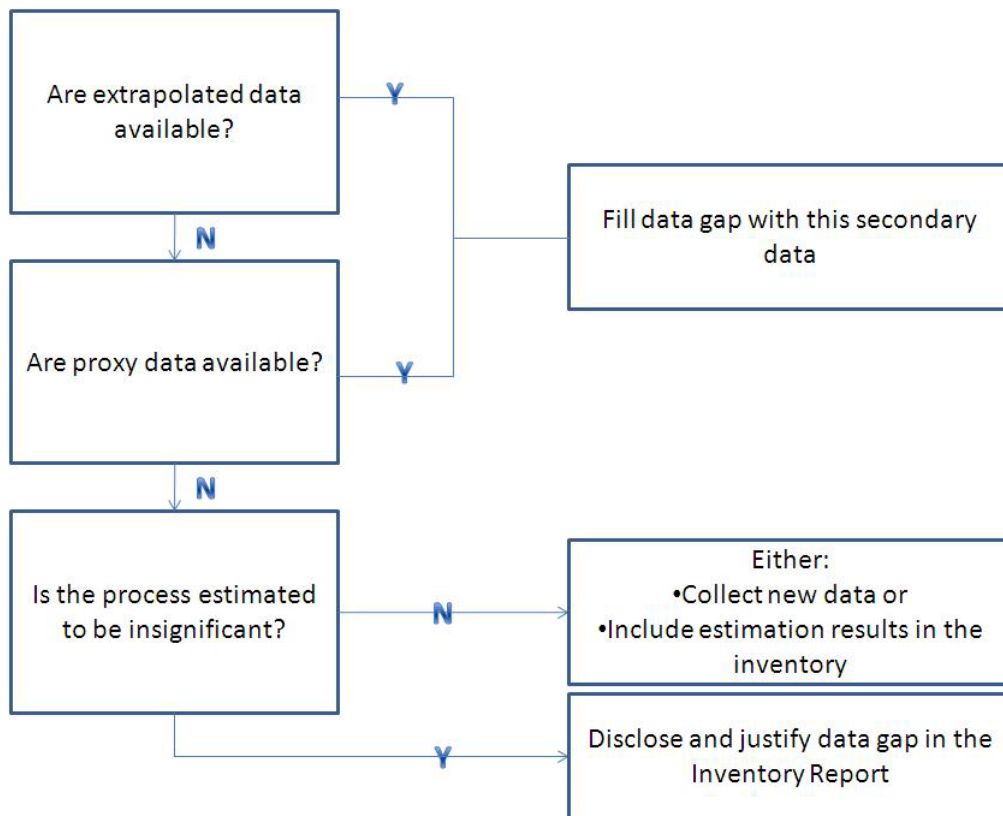 Are extrapolated data
available?
Y
Fill data gap with this secondary
data
N
Are proxy data available?
Y
N
Is the process estimated
to be insignificant?
N
Either:
•Collect new data or
•Include estimation results in the
inventory
Y
Disclose and justify data gap in the
Inventory Report